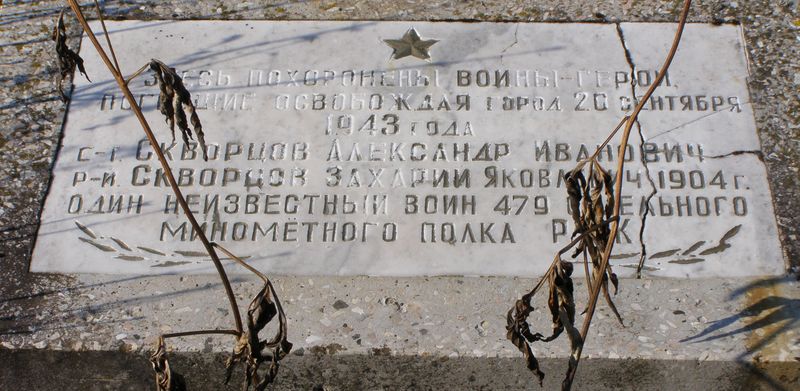 Здесь похоронены воины-герои,
погибшие освобождая город 20 сентября
1943 года
с-т. Скворцов Александр Иванович
р-й. Скворцов Захарий 1904 г.
Один неизвестный воин 479
миномётного полка